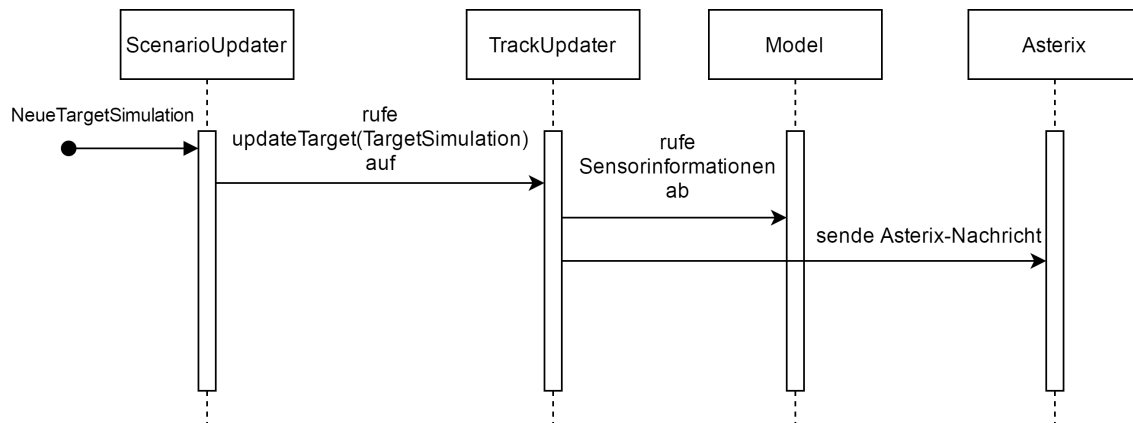 ScenarioUpdater
TrackUpdater
Model
Asterix
NeueTargetSimulation
rufe
updateTarget(TargetSimulation)
auf
rufe
Sensorinformationen
ab
sende Asterix-Nachricht